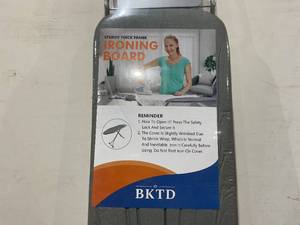 STURDY THICK FRAME
IRONING
BOARD
REMINDER
1. How To Open It? Press The Safety
Lock And Secure It
2. The Cover Is Slightly Wrinkled Due
To Shrink Wrap, Which Is Normal
And Inevitable. Iron It Carefully Before
Using. Do Not Rest Iron On Cover.
BKTD